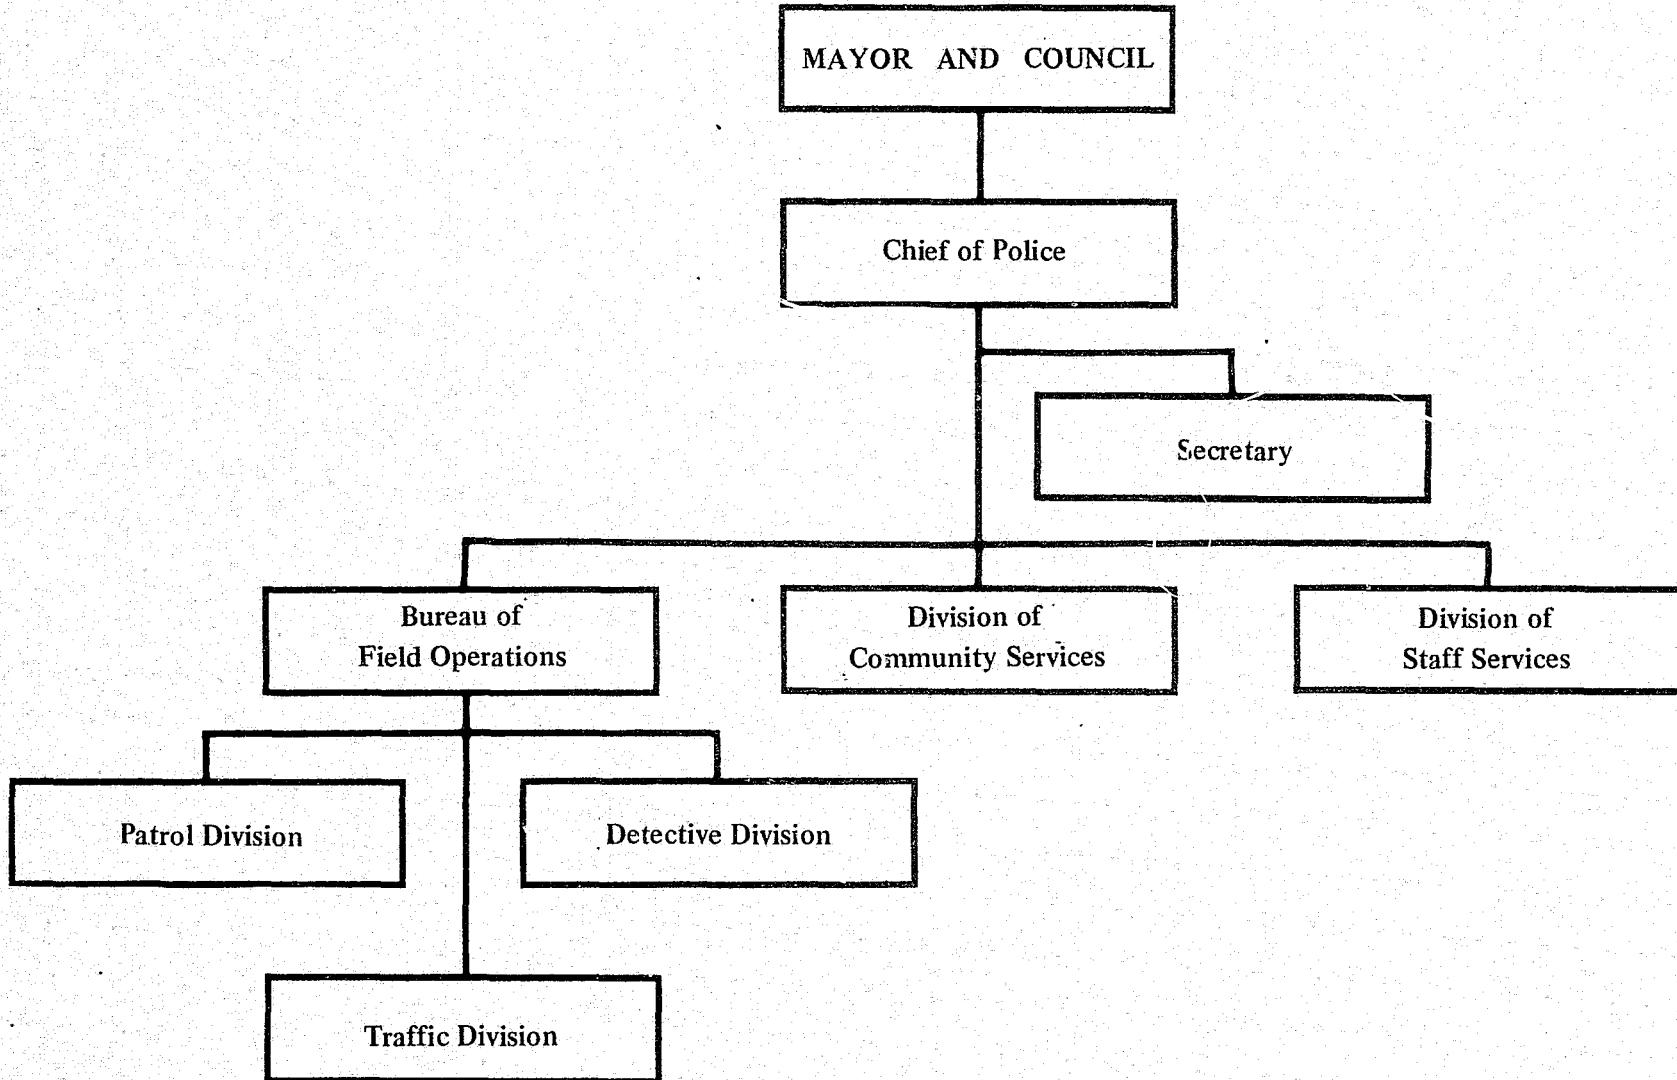 MAYOR AND COUNCIL
Chief of Police
Secretary
Bureau of
Field Operations
Division of
Community Services
Division of
Staff Services
Patrol Division
Detective Division
Traffic Division